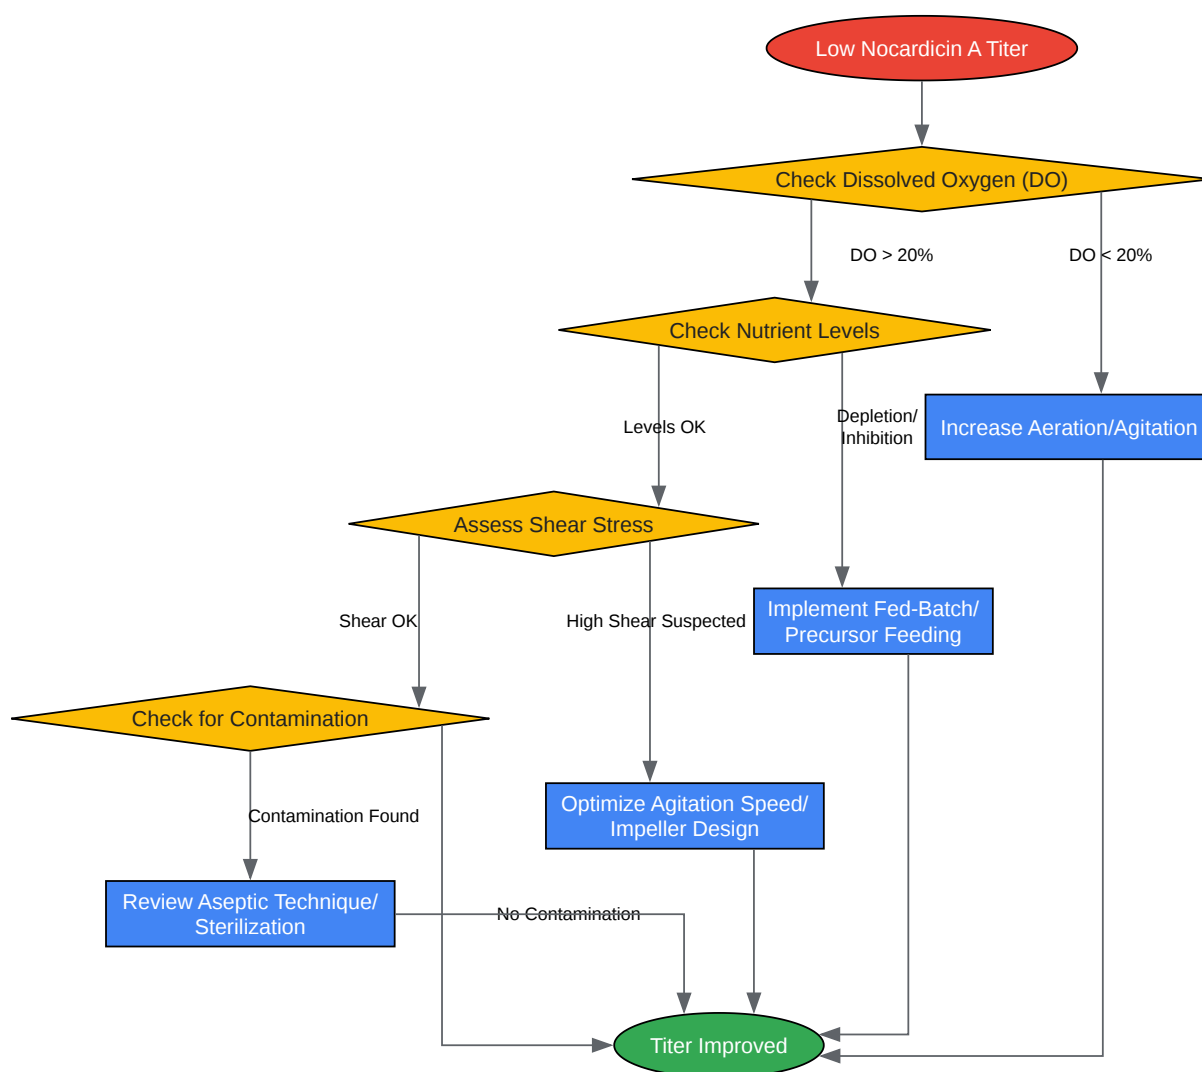 Low Nocardicin A Titer
Check Dissolved Oxygen (DO)
DO > 20%
DO < 20%
Check Nutrient Levels
Levels OK
Depletion/
Inhibition
Increase Aeration/Agitation
Assess Shear Stress
Shear OK
High Shear Suspected
Implement Fed-Batch/
Precursor Feeding
Check for Contamination
Contamination Found
Optimize Agitation Speed/
Impeller Design
Review Aseptic Technique/
Sterilization
No Contamination
Titer Improved